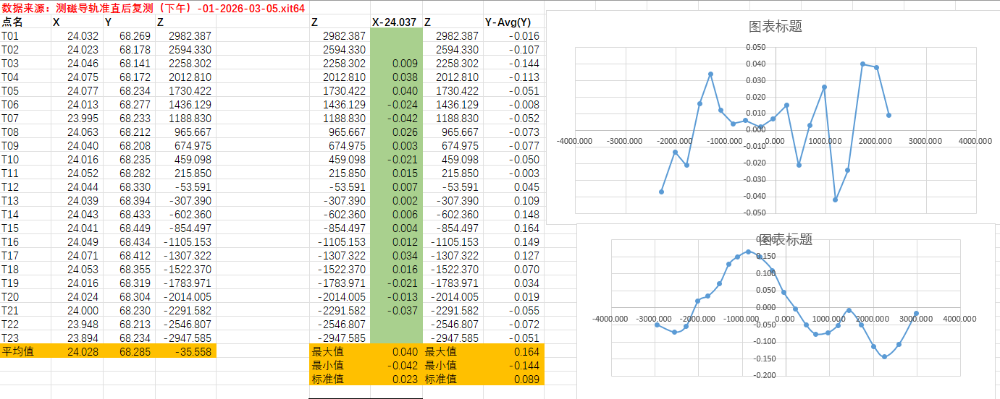 数据来源：测磁导轨准直后复测（下午）-01-2026-03-05.xit64
点名 X Y Z Z X-24.037 Z Y-Avg(Y)
T01 24.032 68.269 2982.387 2982.387 2982.387 -0.016
T02 24.023 68.178 2594.330 2594.330 2594.330 -0.107
T03 24.046 68.141 2258.302 2258.302 0.009 2258.302 -0.144
T04 24.075 68.172 2012.810 2012.810 0.038 2012.810 -0.113
T05 24.077 68.234 1730.422 1730.422 0.040 1730.422 -0.051
T06 24.013 68.277 1436.129 1436.129 -0.024 1436.129 -0.008
T07 23.995 68.233 1188.830 1188.830 -0.042 1188.830 -0.052
T08 24.063 68.212 965.667 965.667 0.026 965.667 -0.073
T09 24.040 68.208 674.975 674.975 0.003 674.975 -0.077
T10 24.016 68.235 459.098 459.098 -0.021 459.098 -0.050
T11 24.052 68.282 215.850 215.850 0.015 215.850 -0.003
T12 24.044 68.330 -53.591 -53.591 0.007 -53.591 0.045
T13 24.039 68.394 -307.390 -307.390 0.002 -307.390 0.109
T14 24.043 68.433 -602.360 -602.360 0.006 -602.360 0.148
T15 24.041 68.449 -854.497 -854.497 0.004 -854.497 0.164
T16 24.049 68.434 -1105.153 -1105.153 0.012 -1105.153 0.149
T17 24.071 68.412 -1307.322 -1307.322 0.034 -1307.322 0.127
T18 24.053 68.355 -1522.370 -1522.370 0.016 -1522.370 0.070
T19 24.016 68.319 -1783.971 -1783.971 -0.021 -1783.971 0.034
T20 24.024 68.304 -2014.005 -2014.005 -0.013 -2014.005 0.019
T21 24.000 68.230 -2291.582 -2291.582 -0.037 -2291.582 -0.055
T22 23.948 68.213 -2546.807 -2546.807 -2546.807 -0.072
T23 23.894 68.234 -2947.585 -2947.585 -2947.585 -0.051
平均值 24.028 68.285 -35.558 最大值 0.040 最大值 0.164
最小值 -0.042 最小值 -0.144
标准值 0.023 标准值 0.089
图表标题
0.050
0.040
0.030
0.020
0.010
0.000
-4000.000 -3000.000 -2000.000 -1000.000 0.000 1000.000 2000.000 3000.000 4000.000
-0.010
-0.020
-0.030
-0.040
-0.050
图表标题
0.200
0.150
0.100
0.050
0.000
-4000.000 -3000.000 -2000.000 -1000.000 0.000 1000.000 2000.000 3000.000 4000.000
-0.050
-0.100
-0.150
-0.200